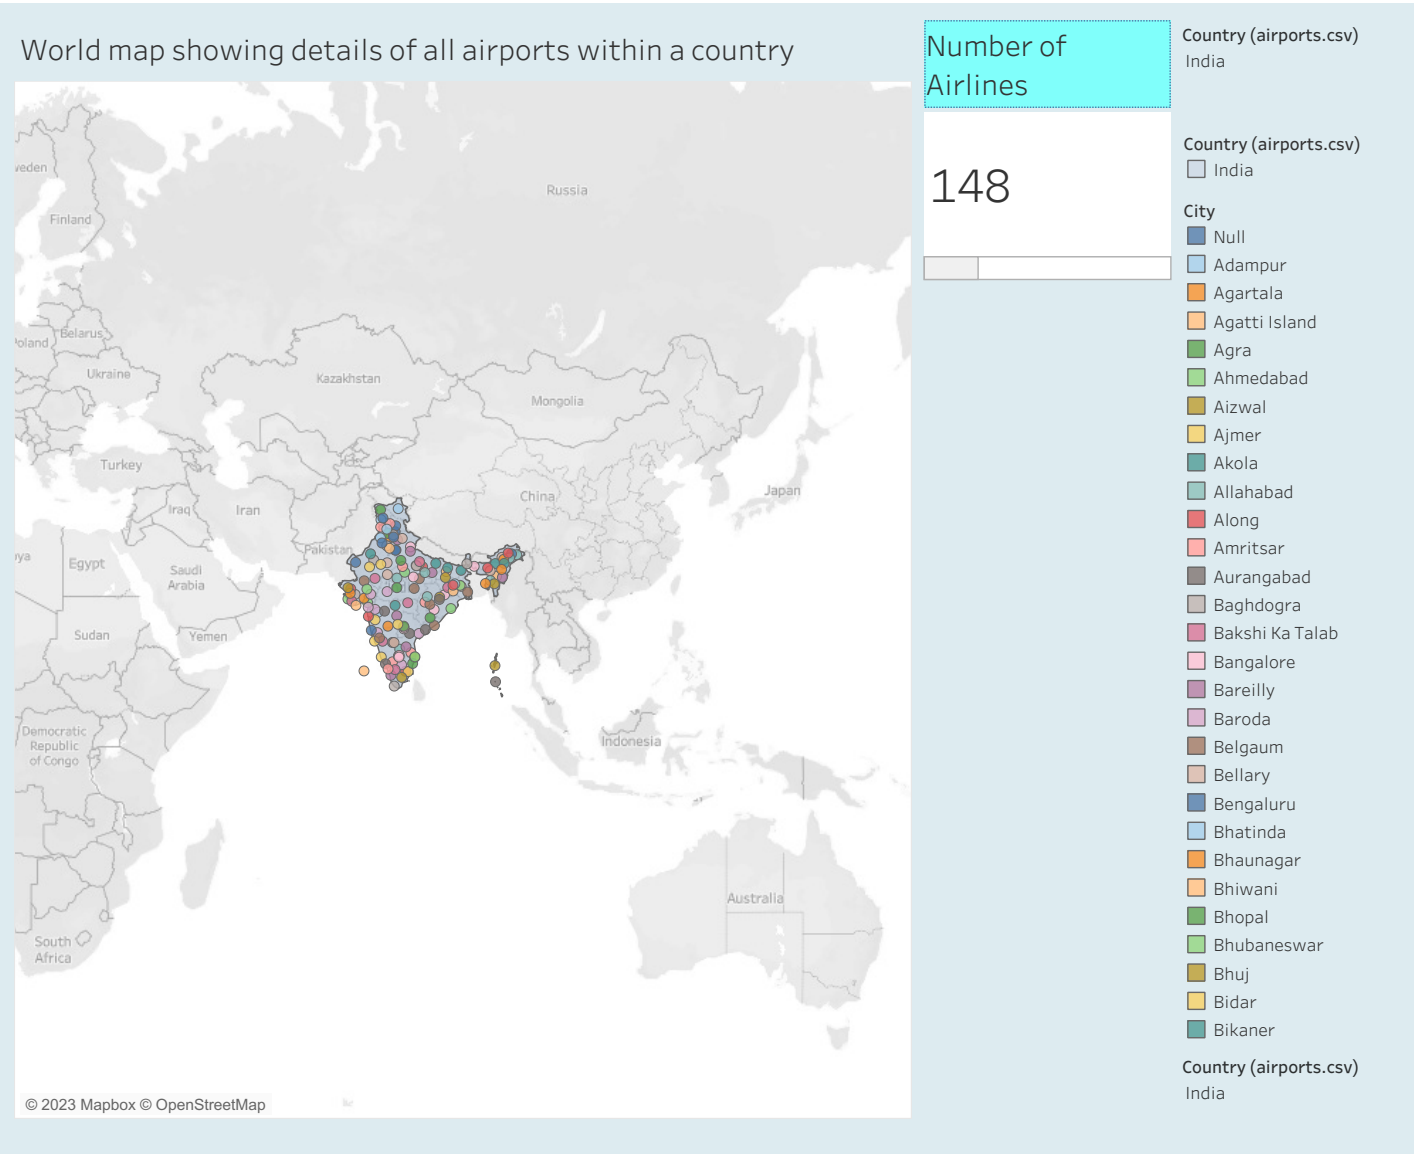 World map showing details of all airports within a country
weden
Finland
Russia
Belarus
Poland
Ukraine
Kazakhstan
Mongolia
Turkey
China
Japan
Iraq
Iran
Pakistan
ya
Egypt
Saudi
Arabia
Sudan
Yemen
Democratic
Republic
of Congo
Indonesia
Australia
South
Africa
© 2023 Mapbox © OpenStreetMap
Number of
Airlines
148
Country (airports.csv)
India
Country (airports.csv)
India
City
Null
Adampur
Agartala
Agatti Island
Agra
Ahmedabad
Aizwal
Ajmer
Akola
Allahabad
Along
Amritsar
Aurangabad
Baghdogra
Bakshi Ka Talab
Bangalore
Bareilly
Baroda
Belgaum
Bellary
Bengaluru
Bhatinda
Bhaunagar
Bhiwani
Bhopal
Bhubaneswar
Bhuj
Bidar
Bikaner
Country (airports.csv)
India